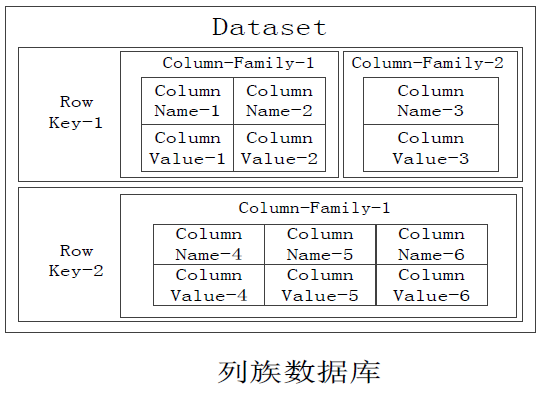 Dataset
Column-Family-1
Column-Family-2
Row
Key-1
Column
Name-1
Column
Name-2
Column
Name-3
Column
Value-1
Column
Value-2
Column
Value-3
Column-Family-1
Row
Key-2
Column
Name-4
Column
Name-5
Column
Name-6
Column
Value-4
Column
Value-5
Column
Value-6
列族数据库